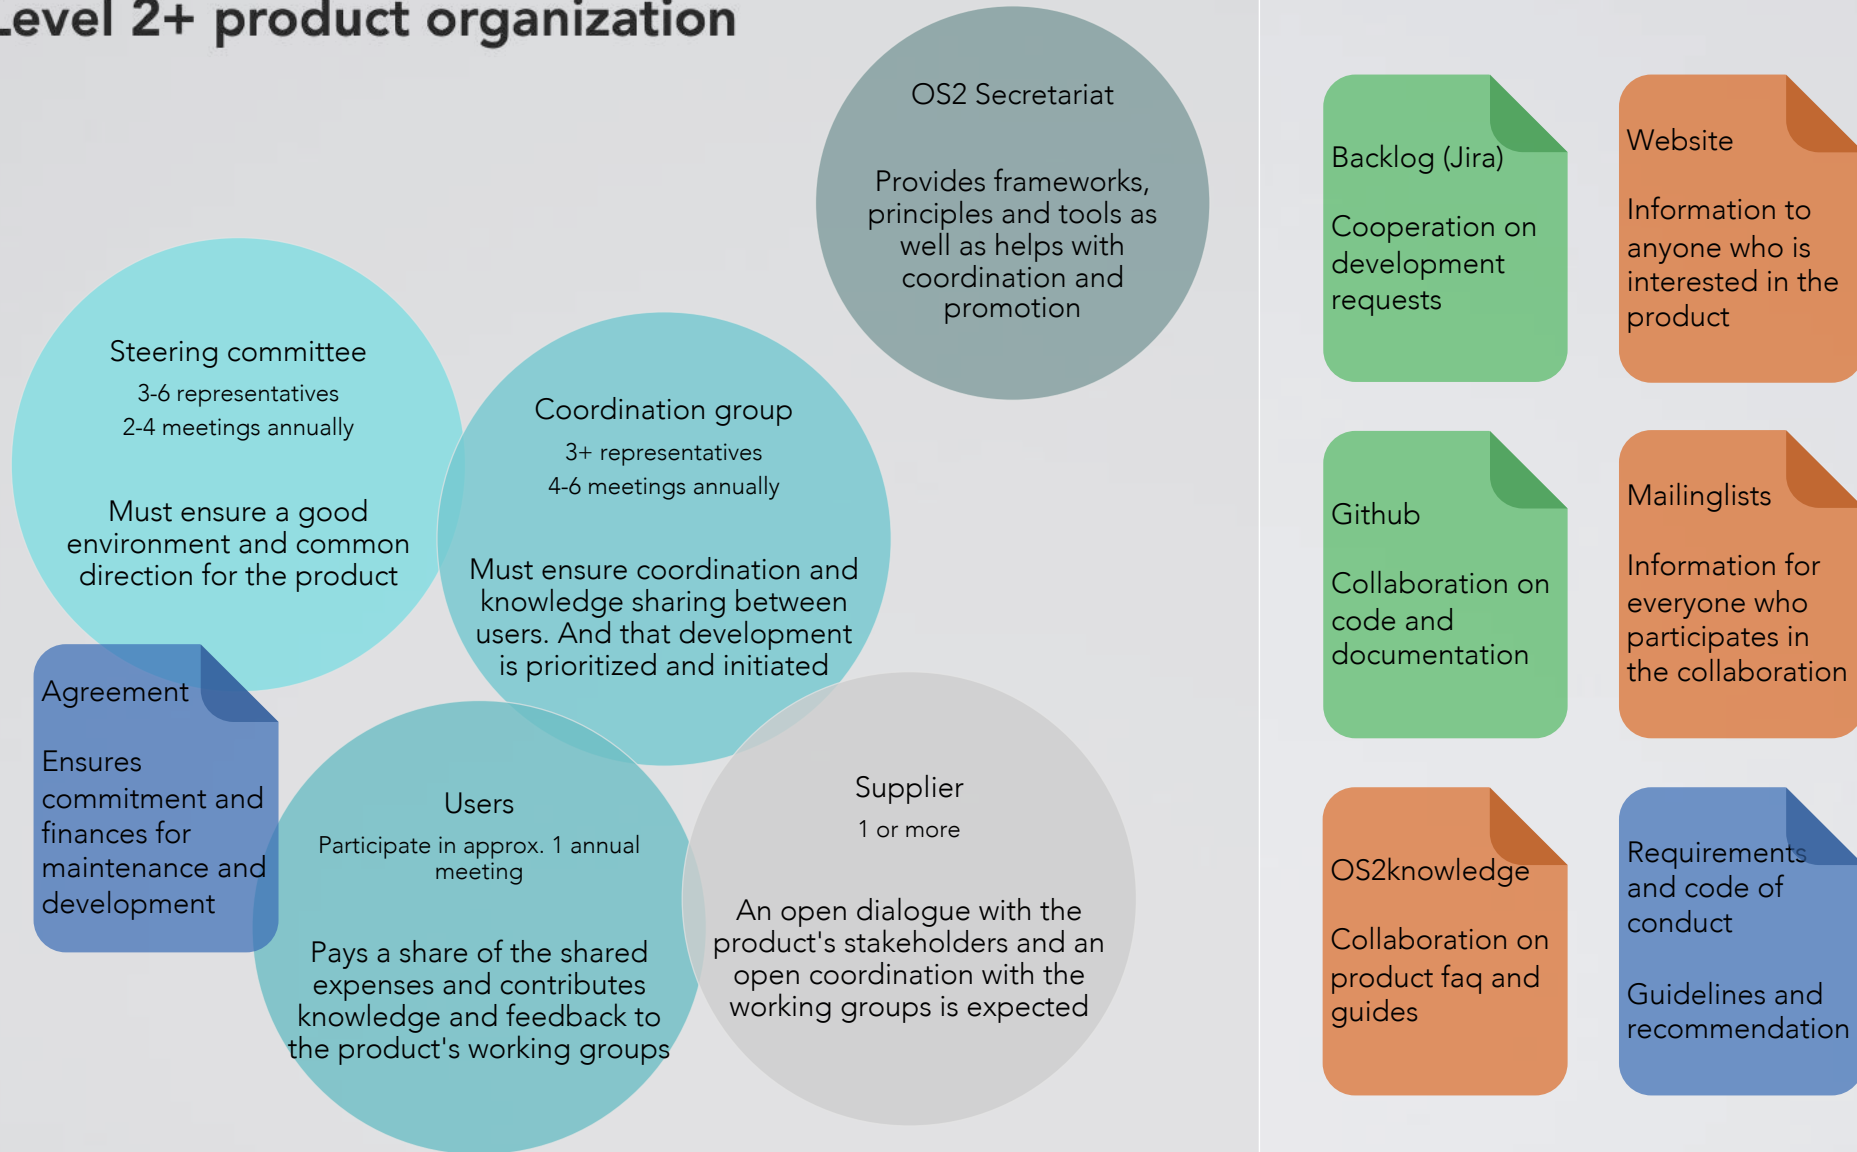 Level 2+ product organization
OS2 Secretariat
Provides frameworks,
principles and tools as
well as helps with
coordination and
promotion
Steering committee
3-6 representatives
2-4 meetings annually
Must ensure a good
environment and common
direction for the product
Coordination group
3+ representatives
4-6 meetings annually
Must ensure coordination and
knowledge sharing between
users. And that development
is prioritized and initiated
Agreement
Ensures
commitment and
finances for
maintenance and
development
Users
Participate in approx. 1 annual
meeting
Pays a share of the shared
expenses and contributes
knowledge and feedback to
the product's working groups
Supplier
1 or more
An open dialogue with the
product's stakeholders and an
open coordination with the
working groups is expected
Backlog (Jira)
Cooperation on
development
requests
Website
Information to
anyone who is
interested in the
product
Github
Collaboration on
code and
documentation
Mailinglists
Information for
everyone who
participates in
the collaboration
OS2knowledge
Collaboration on
product faq and
guides
Requirements
and code of
conduct
Guidelines and
recommendation